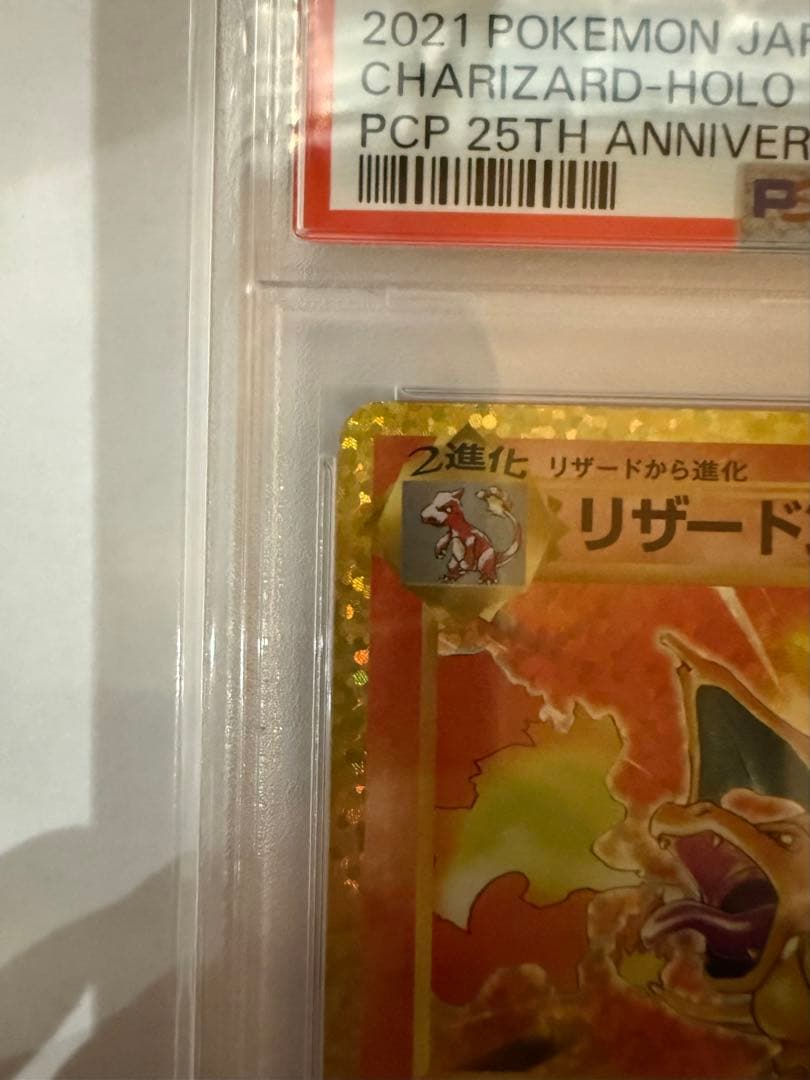 2021 POKEMON JAP
CHARIZARD-HOLO
PCP 25TH ANNIVER
P
2進化 リザードから進化
リザード